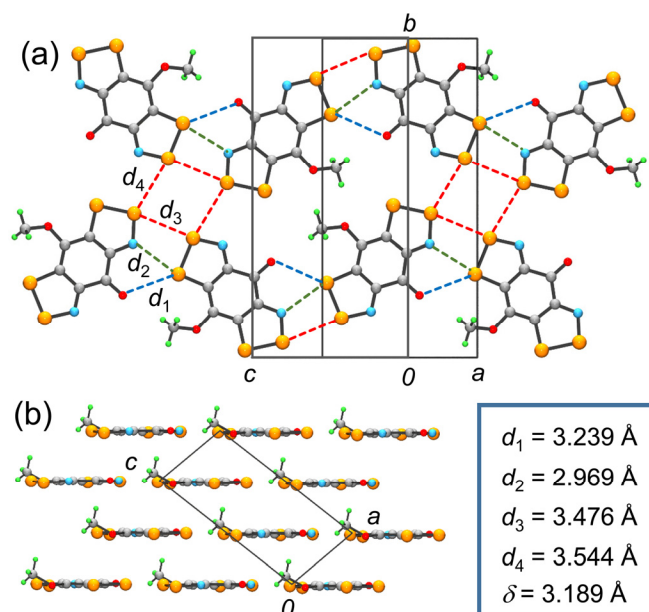 (a)
b
d4
d3
d2
d1
c
0
a
(b)
c
a
0
d1 = 3.239 Å
d2 = 2.969 Å
d3 = 3.476 Å
d4 = 3.544 Å
δ = 3.189 Å